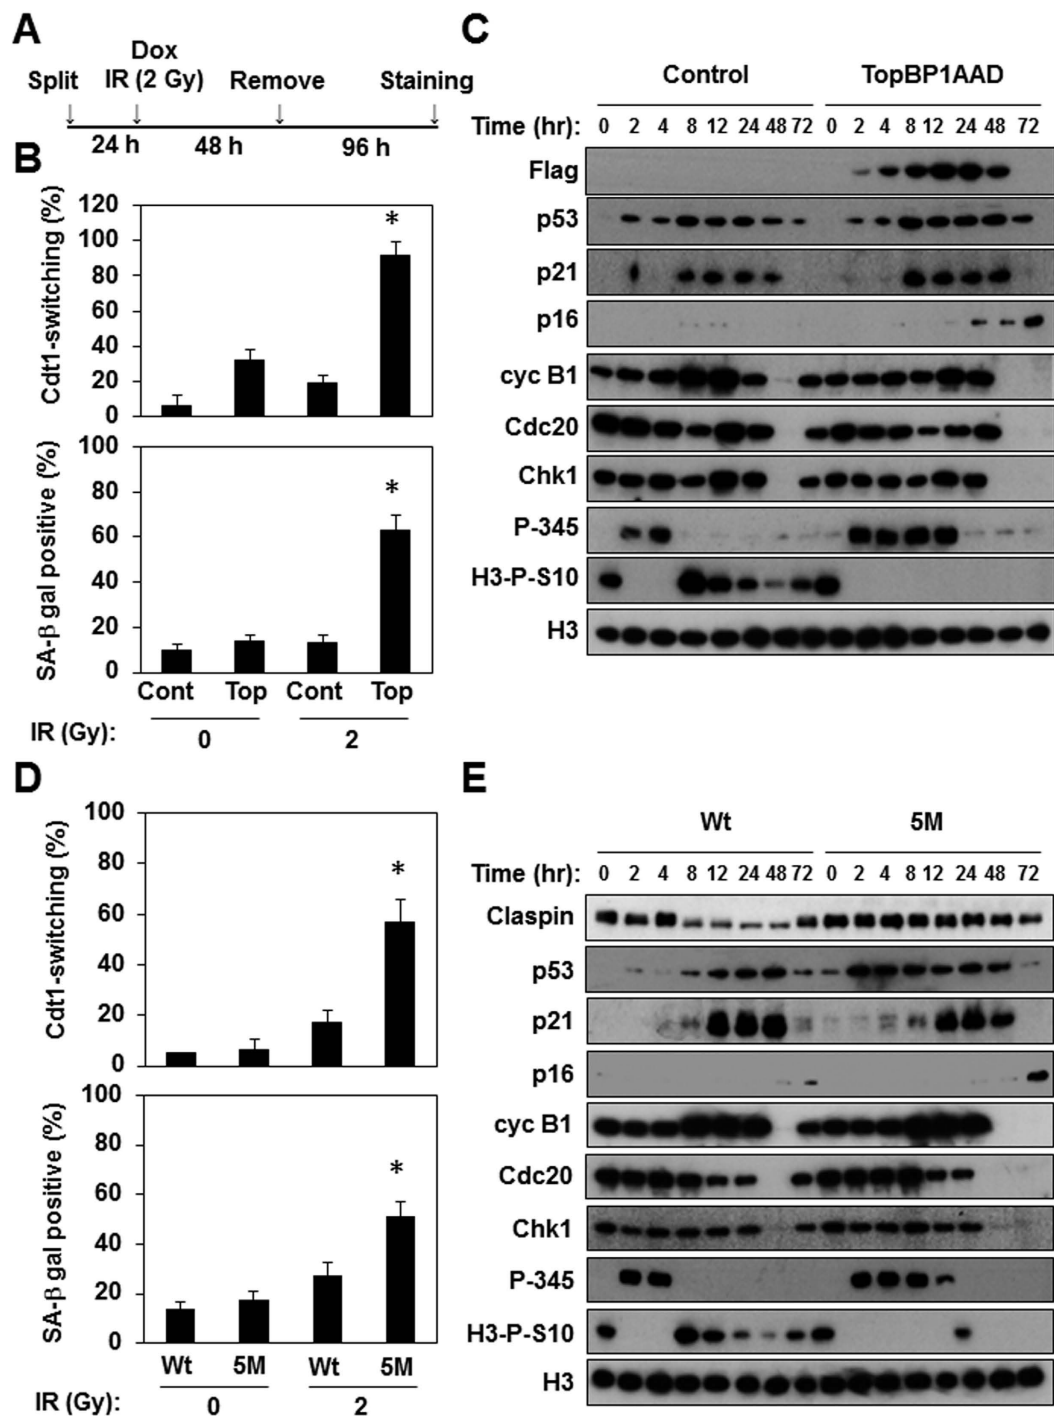 A
Dox
Split IR (2 Gy) Remove Staining
24 h 48 h 96 h
B
Cdt1-switching (%)
120
100
80
60
40
20
0
*
SA-β gal positive (%)
100
80
60
40
20
0
*
Cont Top Cont Top
IR (Gy): 0 2
C
Control TopBP1AAD
Time (hr): 0 2 4 8 12 24 48 72 0 2 4 8 12 24 48 72
Flag
p53
p21
p16
cyc B1
Cdc20
Chk1
P-345
H3-P-S10
H3
D
Cdt1-switching (%)
100
80
60
40
20
0
*
SA-β gal positive (%)
100
80
60
40
20
0
*
Wt 5M Wt 5M
IR (Gy): 0 2
E
Wt 5M
Time (hr): 0 2 4 8 12 24 48 72 0 2 4 8 12 24 48 72
Claspin
p53
p21
p16
cyc B1
Cdc20
Chk1
P-345
H3-P-S10
H3